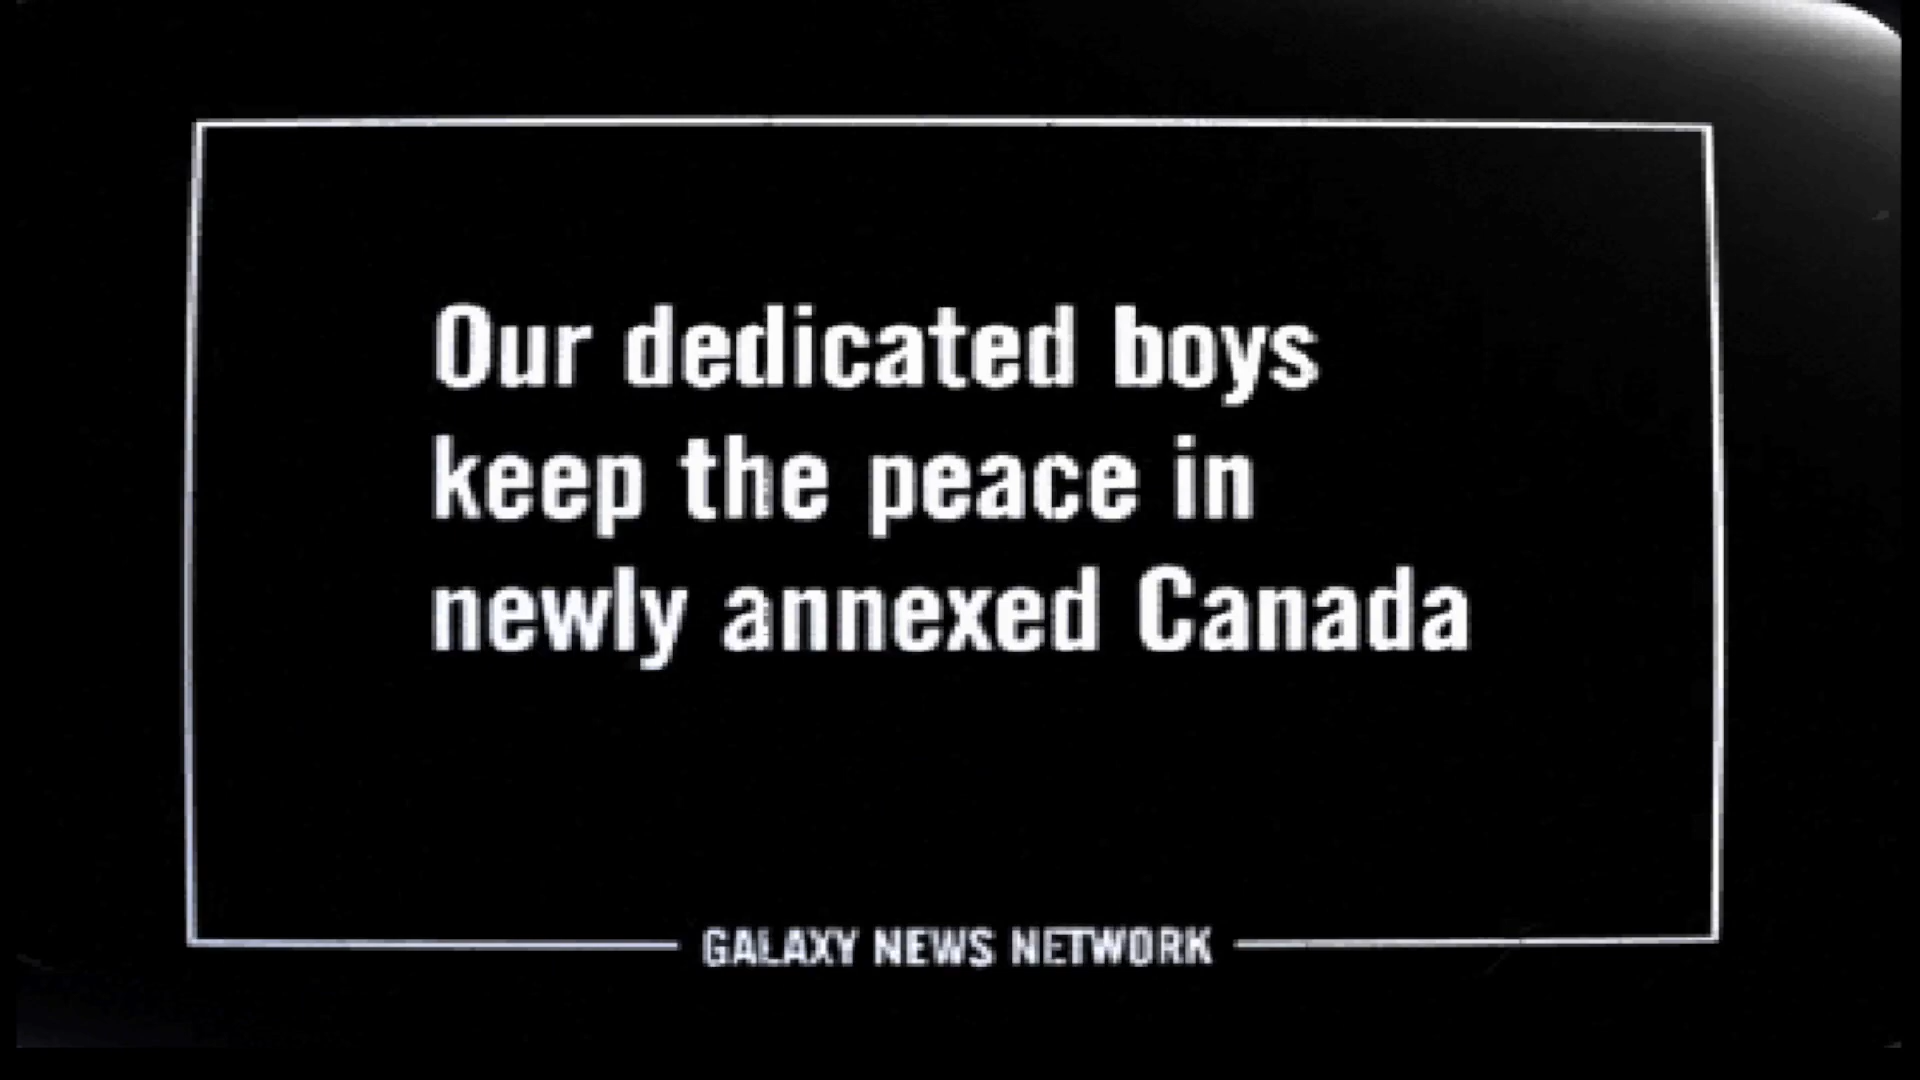 Our dedicated boys
keep the peace in
newly annexed Canada
GALAXY NEWS NETWORK